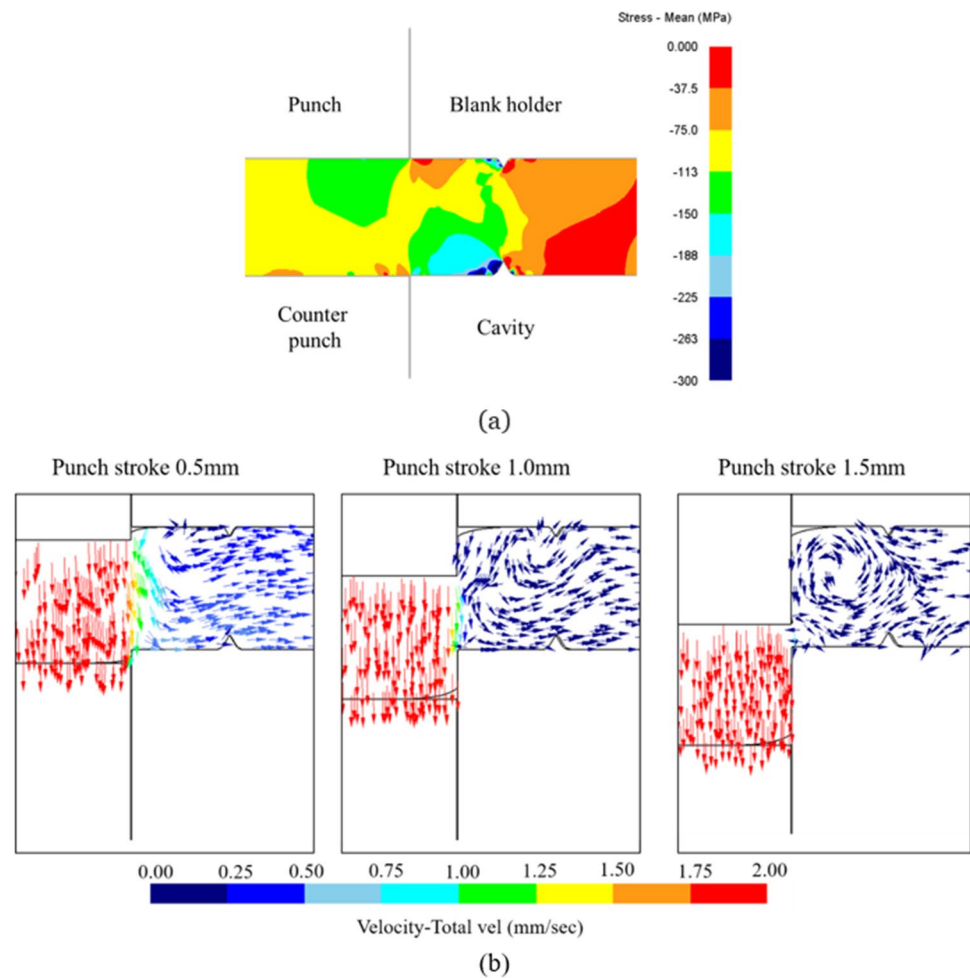 Stress - Mean (MPa)
0.000
-37.5
-75.0
-113
-150
-188
-225
-263
-300
Punch
Blank holder
Counter
punch
Cavity
(a)
Punch stroke 0.5mm
Punch stroke 1.0mm
Punch stroke 1.5mm
0.00 0.25 0.50 0.75 1.00 1.25 1.50 1.75 2.00
Velocity-Total vel (mm/sec)
(b)